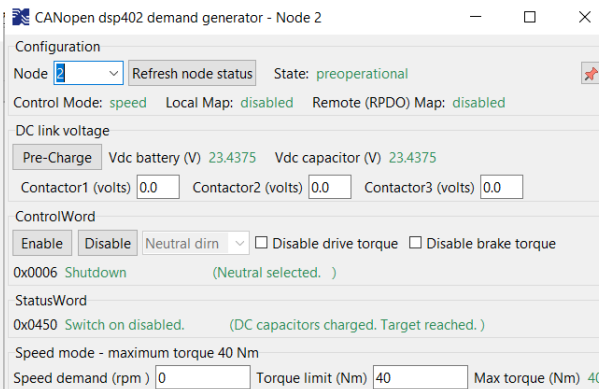 CANopen dsp402 demand generator - Node 2
Configuration
Node 2 Refresh node status State: preoperational
Control Mode: speed Local Map: disabled Remote (RPDO) Map: disabled
DC link voltage
Pre-Charge Vdc battery (V) 23.4375 Vdc capacitor (V) 23.4375
Contactor1 (volts) 0.0 Contactor2 (volts) 0.0 Contactor3 (volts) 0.0
ControlWord
Enable Disable Neutral dirn Disable drive torque Disable brake torque
0x0006 Shutdown (Neutral selected. )
StatusWord
0x0450 Switch on disabled. (DC capacitors charged. Target reached. )
Speed mode - maximum torque 40 Nm
Speed demand (rpm ) 0 Torque limit (Nm) 40 Max torque (Nm) 40